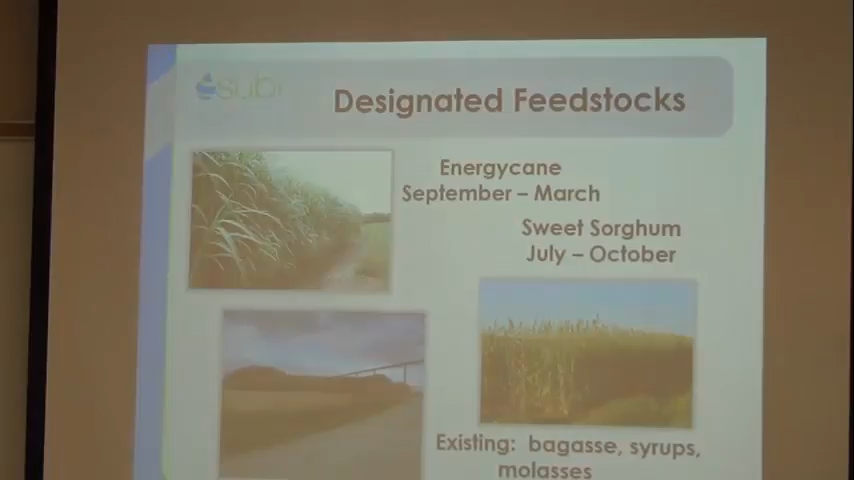 subi
Designated Feedstocks
Energycane
September – March
Sweet Sorghum
July – October
Existing: bagasse, syrups,
molasses